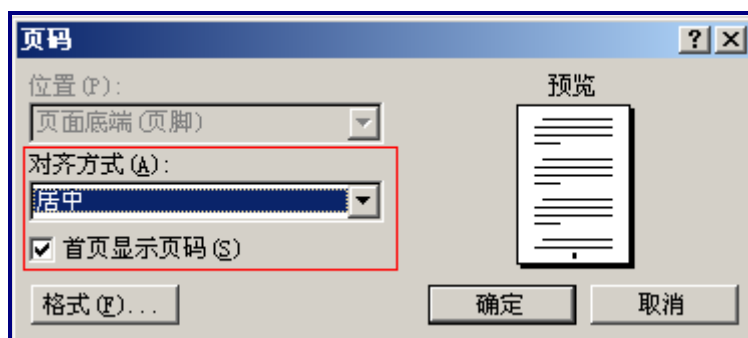 页码
位置(P):
页面底端(页脚)
对齐方式(A):
居中
首页显示页码(S)
格式(F)...
预览
确定
取消